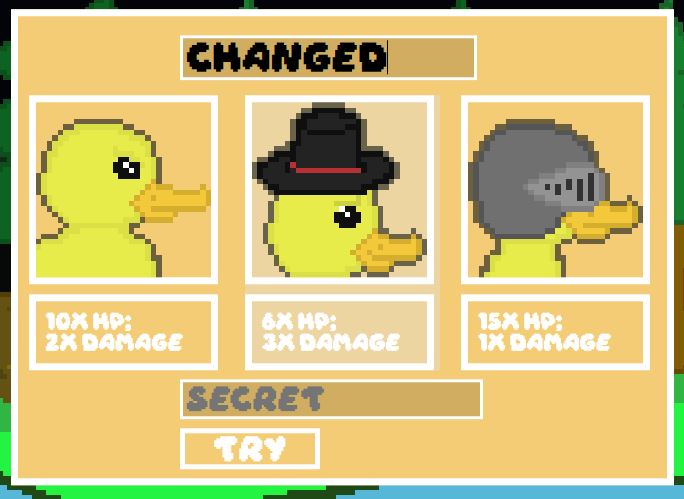 CHANGED
10X HP;
2X DAMAGE
6X HP;
3X DAMAGE
15X HP;
1X DAMAGE
SECRET
TRY